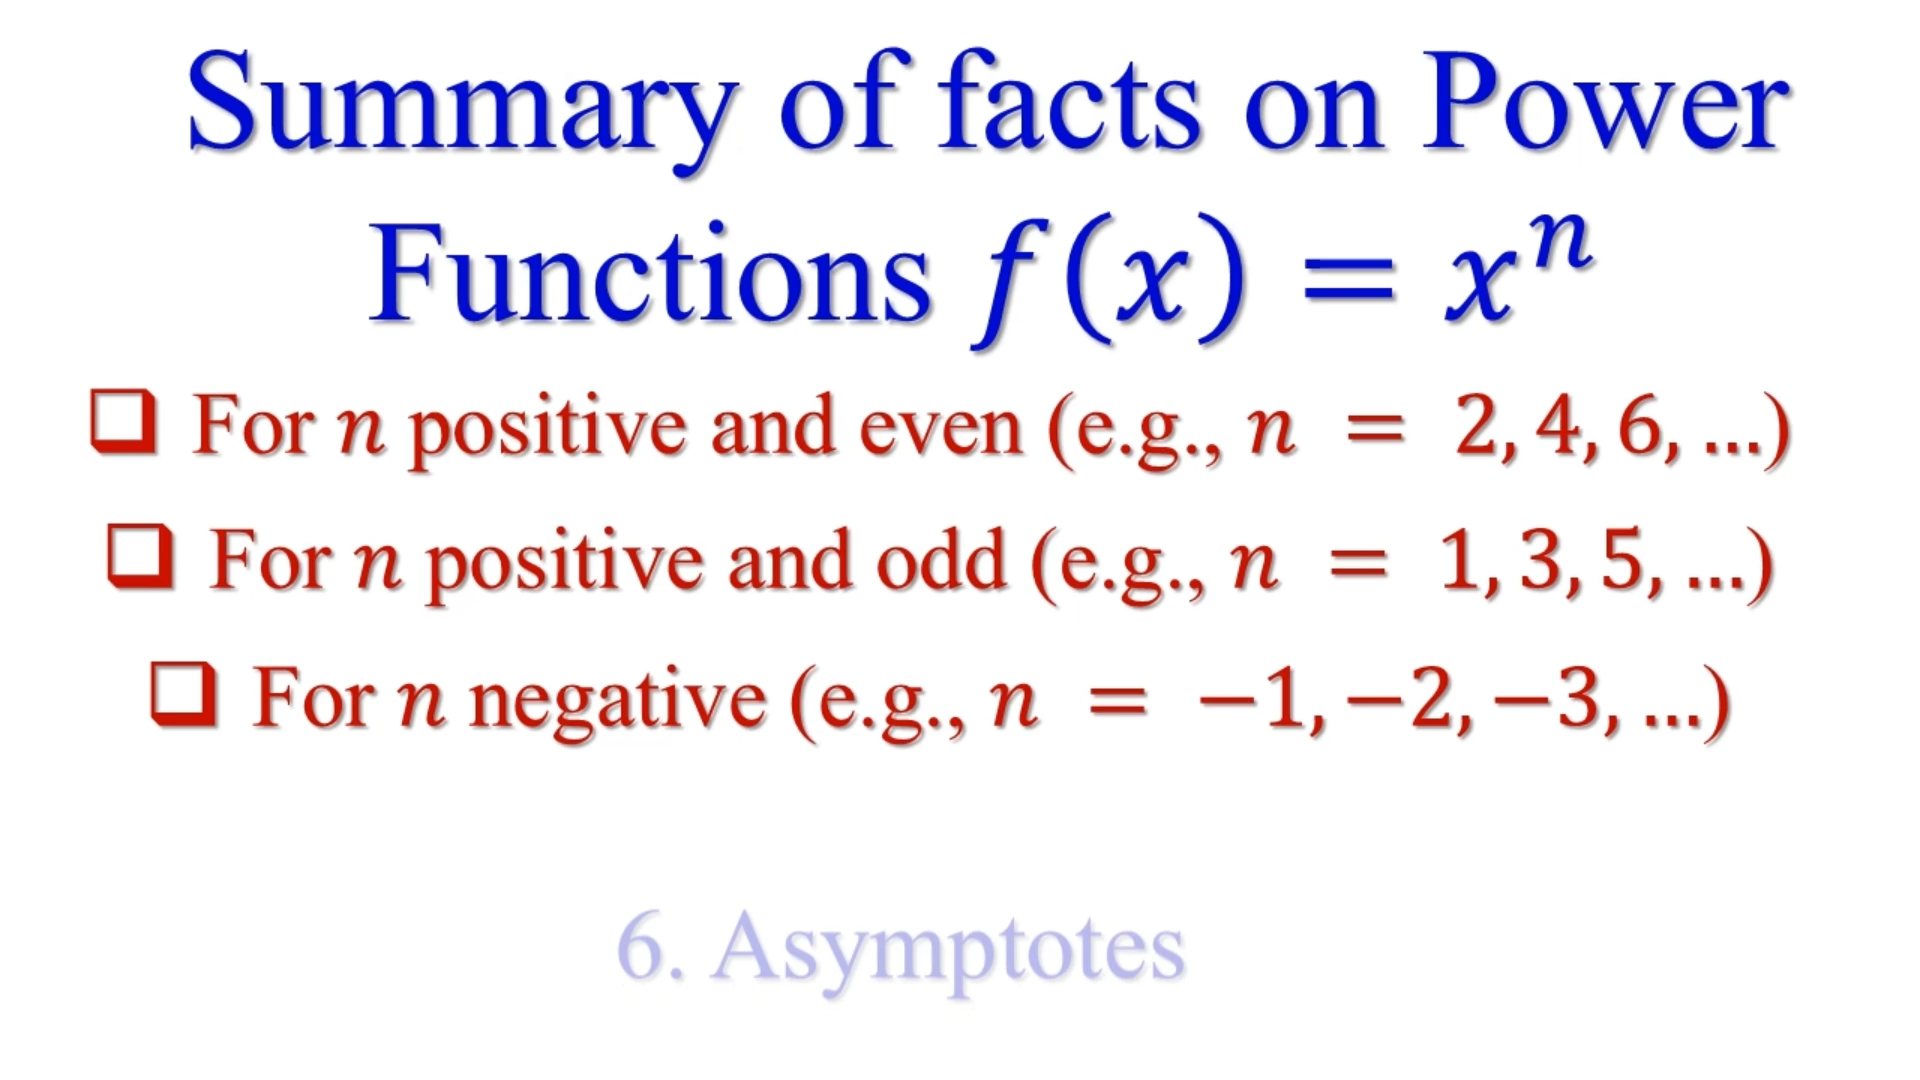 Summary of facts on Power
Functions f(x) = xⁿ
❑ For n positive and even (e.g., n = 2, 4, 6, …)
❑ For n positive and odd (e.g., n = 1, 3, 5, …)
❑ For n negative (e.g., n = −1, −2, −3, …)
6. Asymptotes